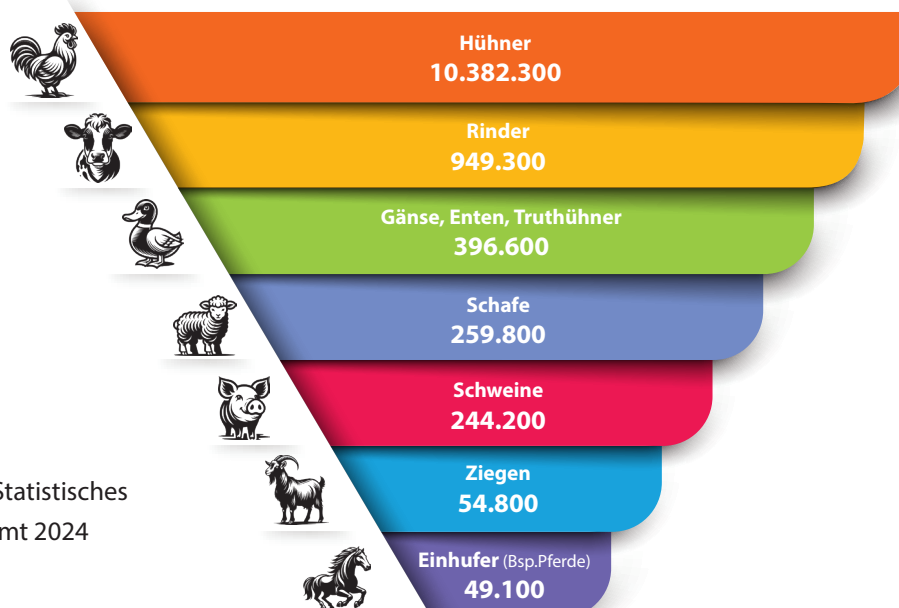 Hühner
10.382.300
Rinder
949.300
Gänse, Enten, Truthühner
396.600
Schafe
259.800
Schweine
244.200
Ziegen
54.800
Einhufer (Bsp.Pferde)
49.100
Statistisches
2024